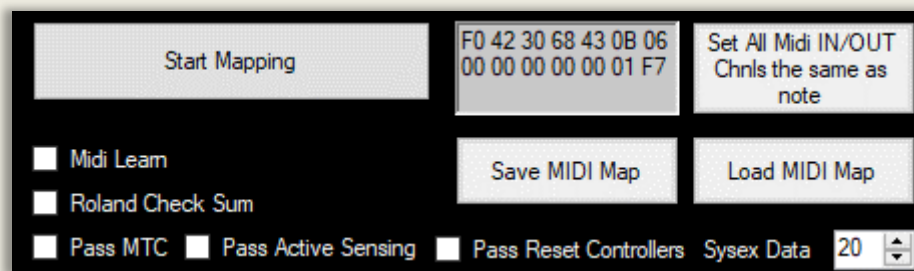 Start Mapping
F0 42 30 68 43 0B 06
00 00 00 00 00 01 F7
Set All Midi IN/OUT
Chnls the same as
note
Midi Learn
Save MIDI Map
Load MIDI Map
Roland Check Sum
Pass MTC
Pass Active Sensing
Pass Reset Controllers
Sysex Data
20